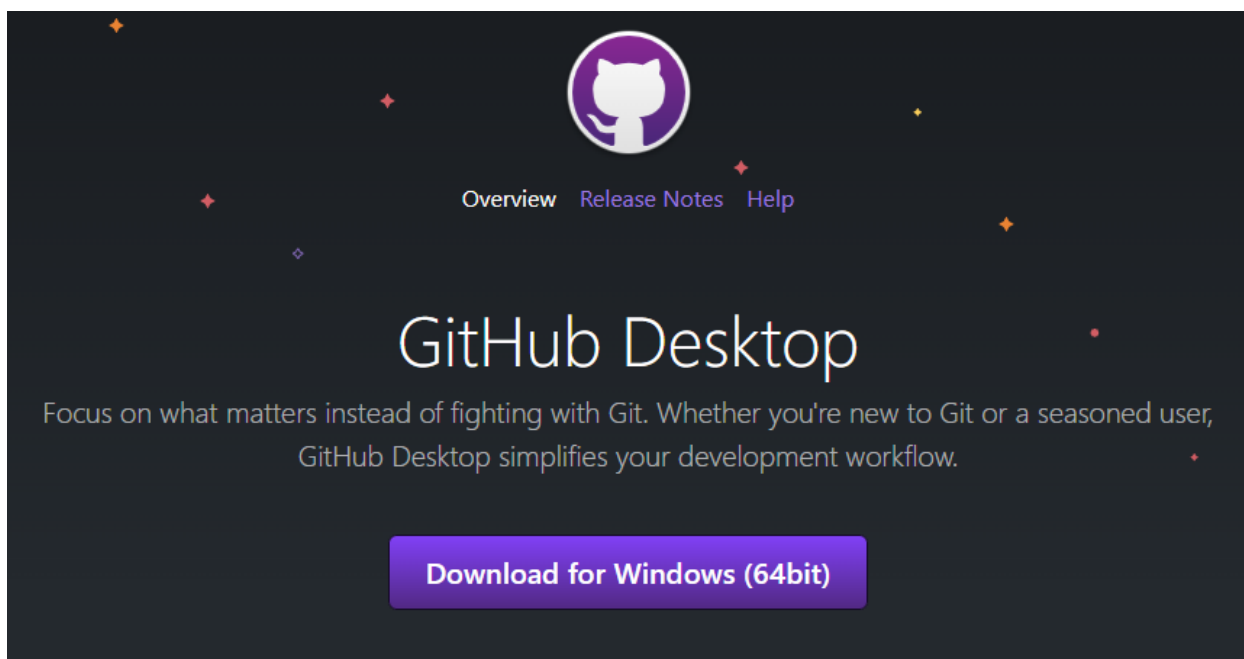 Overview Release Notes Help
GitHub Desktop
Focus on what matters instead of fighting with Git. Whether you're new to Git or a seasoned user,
GitHub Desktop simplifies your development workflow.
Download for Windows (64bit)